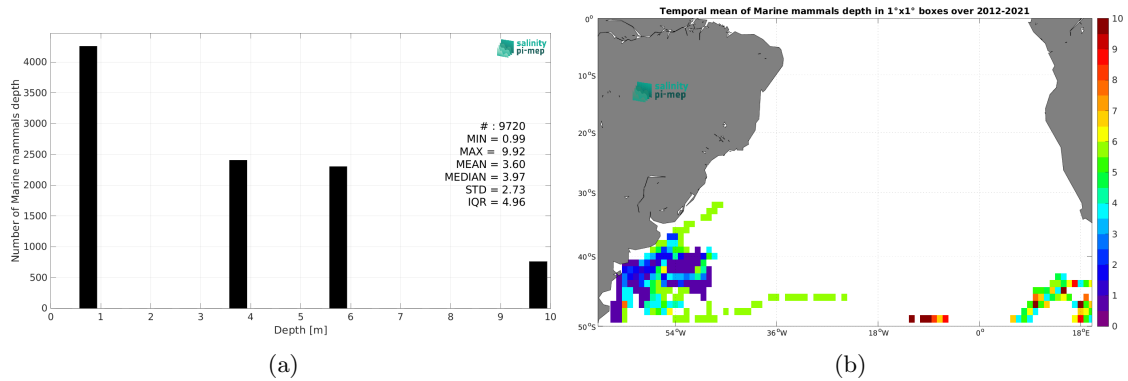 4000
3500
3000
2500
2000
1500
1000
500
0
Number of Marine mammals depth
0 1 2 3 4 5 6 7 8 9 10
Depth [m]
salinity
pi-mep
# : 9720
MIN = 0.99
MAX = 9.92
MEAN = 3.60
MEDIAN = 3.97
STD = 2.73
IQR = 4.96
(a)
Temporal mean of Marine mammals depth in 1°x1° boxes over 2012-2021
0°
10°S
20°S
30°S
40°S
50°S
54°W 36°W 18°W 0° 18°E
salinity
pi-mep
10
9
8
7
6
5
4
3
2
1
0
(b)